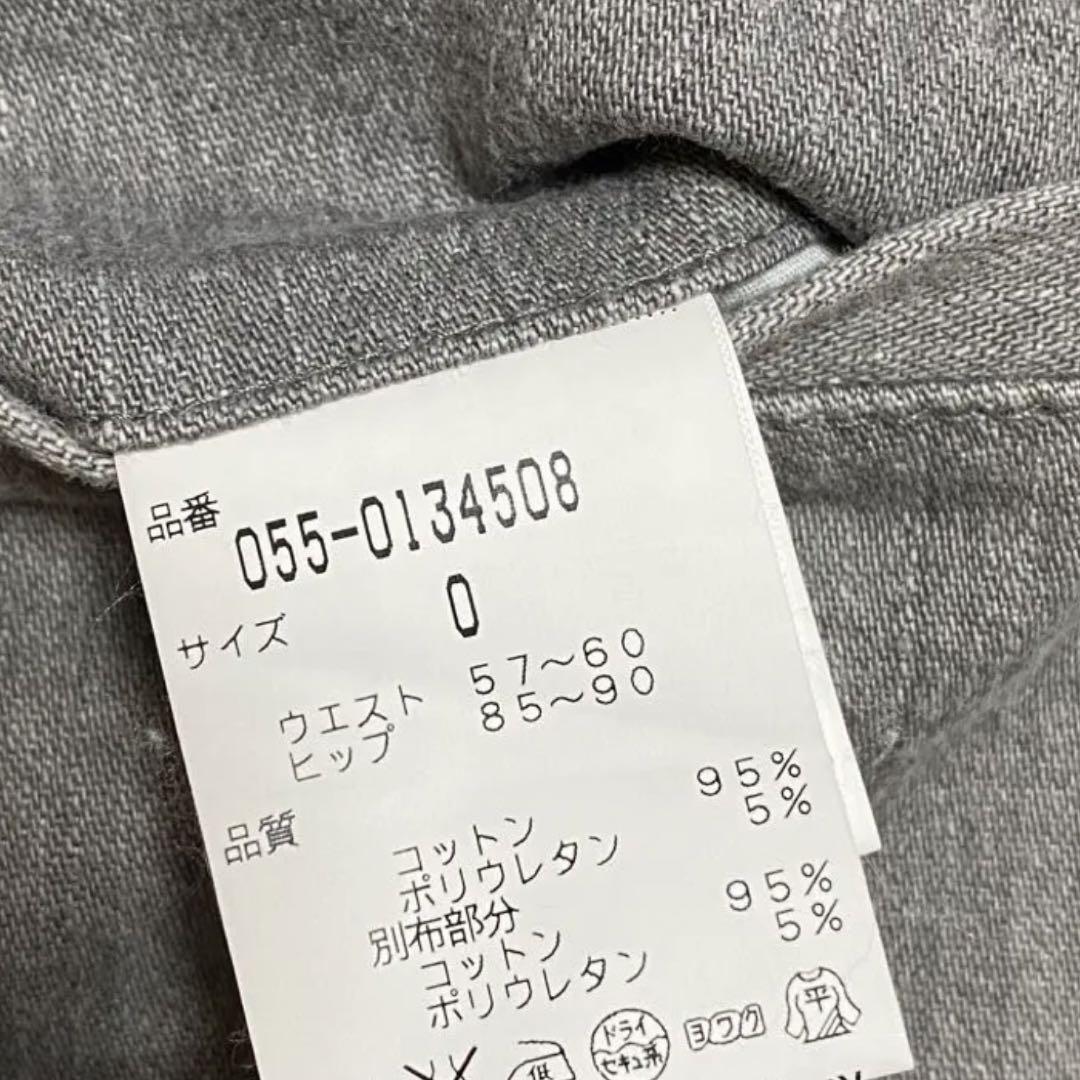 品番 055-0134508
サイズ 0
ウエスト 57～60
ヒップ 85～90
品質
コットン 95%
ポリウレタン 5%
別布部分
コットン 95%
ポリウレタン 5%
低 ドライ セキユ系 ヨワク 平